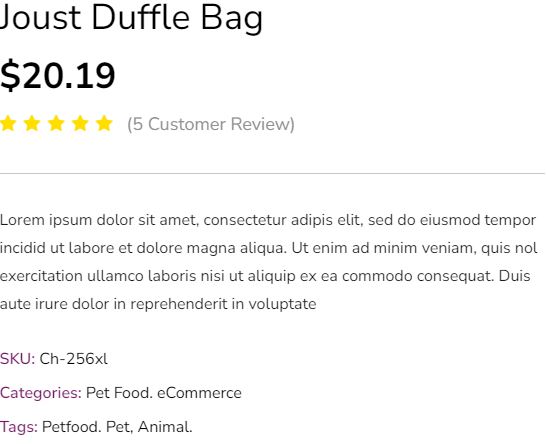 Joust Duffle Bag
$20.19
(5 Customer Review)
Lorem ipsum dolor sit amet, consectetur adipis elit, sed do eiusmod tempor
incidid ut labore et dolore magna aliqua. Ut enim ad minim veniam, quis nol
exercitation ullamco laboris nisi ut aliquip ex ea commodo consequat. Duis
aute irure dolor in reprehenderit in voluptate
SKU: Ch-256xl
Categories: Pet Food. eCommerce
Tags: Petfood. Pet, Animal.